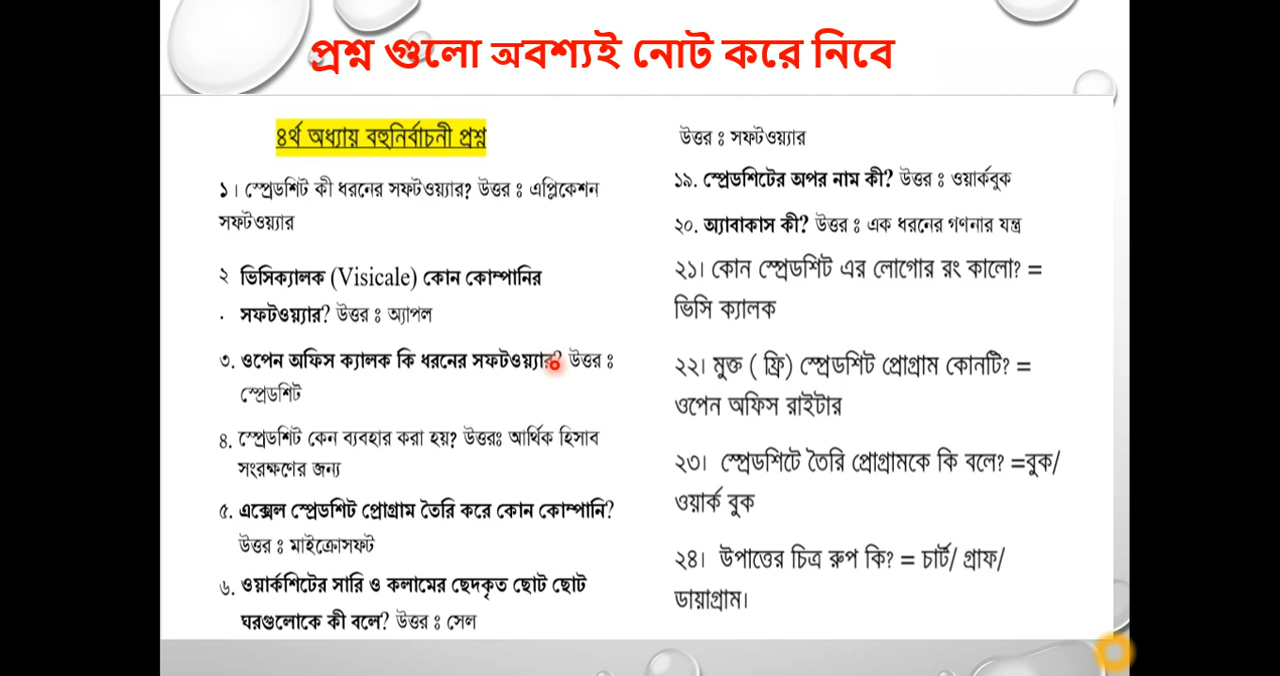 প্রশ্ন গুলো অবশ্যই নোট করে নিবে
৪র্থ অধ্যায় বহুনির্বাচনী প্রশ্ন
১। স্প্রেডশিট কী ধরনের সফটওয়্যার? উত্তর ঃ এপ্লিকেশন
সফটওয়্যার
২ ভিসিক্যালক (Visicale) কোন কোম্পানির
. সফটওয়্যার? উত্তর ঃ অ্যাপল
৩. ওপেন অফিস ক্যালক কি ধরনের সফটওয়্যার? উত্তর ঃ
স্প্রেডশিট
৪. স্প্রেডশিট কেন ব্যবহার করা হয়? উত্তরঃ আর্থিক হিসাব
সংরক্ষণের জন্য
৫. এক্সেল স্প্রেডশিট প্রোগ্রাম তৈরি করে কোন কোম্পানি?
উত্তর ঃ মাইক্রোসফট
৬. ওয়ার্কশিটের সারি ও কলামের ছেদকৃত ছোট ছোট
ঘরগুলোকে কী বলে? উত্তর ঃ সেল
উত্তর ঃ সফটওয়্যার
১৯. স্প্রেডশিটের অপর নাম কী? উত্তর ঃ ওয়ার্কবুক
২০. অ্যাবাকাস কী? উত্তর ঃ এক ধরনের গণনার যন্ত্র
২১। কোন স্প্রেডশিট এর লোগোর রং কালো? =
ভিসি ক্যালক
২২। মুক্ত ( ফ্রি) স্প্রেডশিট প্রোগ্রাম কোনটি? =
ওপেন অফিস রাইটার
২৩। স্প্রেডশিটে তৈরি প্রোগ্রামকে কি বলে? =বুক/
ওয়ার্ক বুক
২৪। উপাত্তের চিত্র রুপ কি? = চার্ট/ গ্রাফ/
ডায়াগ্রাম।